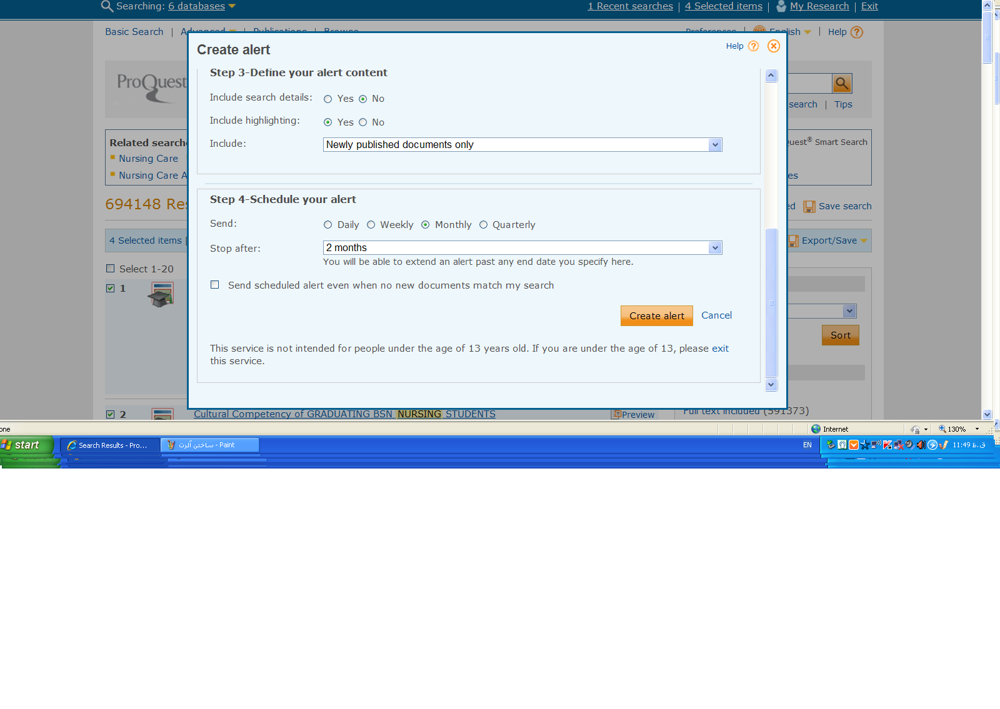 Searching: 6 databases
1 Recent searches | 4 Selected items | My Research | Exit
Basic Search | Advanced | Publications | Browse
Preferences | English | Help ?
Create alert
Help ?
ProQuest
Step 3-Define your alert content
Include search details: Yes No
search | Tips
Include highlighting: Yes No
Include: Newly published documents only
Related searche
Quest® Smart Search
Nursing Care
Nursing Care A
es
Step 4-Schedule your alert
694148 Res
ed Save search
Send: Daily Weekly Monthly Quarterly
4 Selected items
Export/Save
Stop after: 2 months
You will be able to extend an alert past any end date you specify here.
Select 1-20
Send scheduled alert even when no new documents match my search
1
Create alert Cancel
Sort
This service is not intended for people under the age of 13 years old. If you are under the age of 13, please exit
this service.
2 Cultural Competency of GRADUATING BSN NURSING STUDENTS
Preview
Full text included (591373)
one
Internet
130%
start
Search Results - Pro...
ساختن آلرت - Paint
EN
11:49 ق.ظ